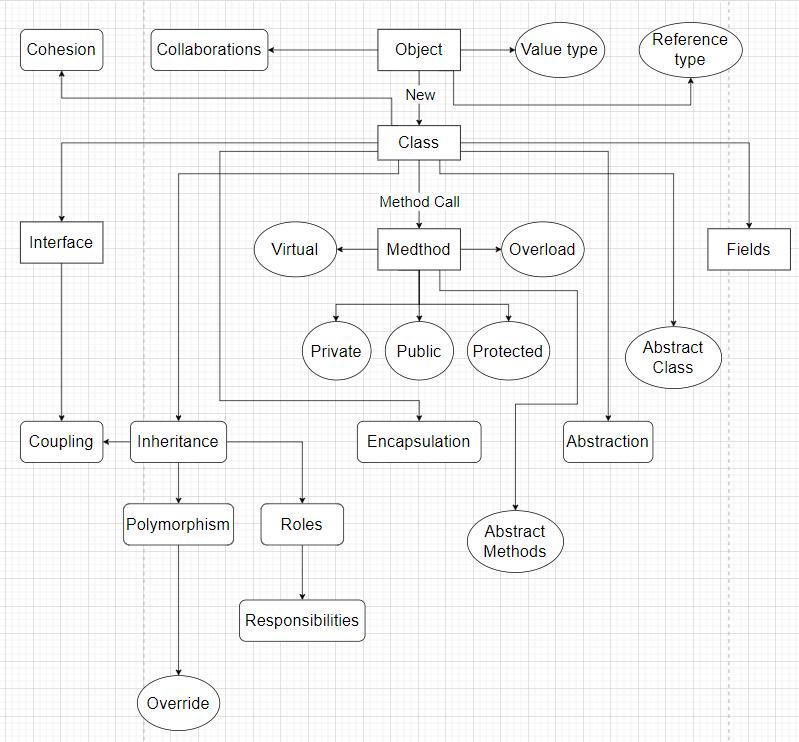 Cohesion
Collaborations
Object
Value type
Reference
type
New
Class
Method Call
Interface
Virtual
Medthod
Overload
Fields
Private
Public
Protected
Abstract
Class
Coupling
Inheritance
Encapsulation
Abstraction
Polymorphism
Roles
Abstract
Methods
Responsibilities
Override